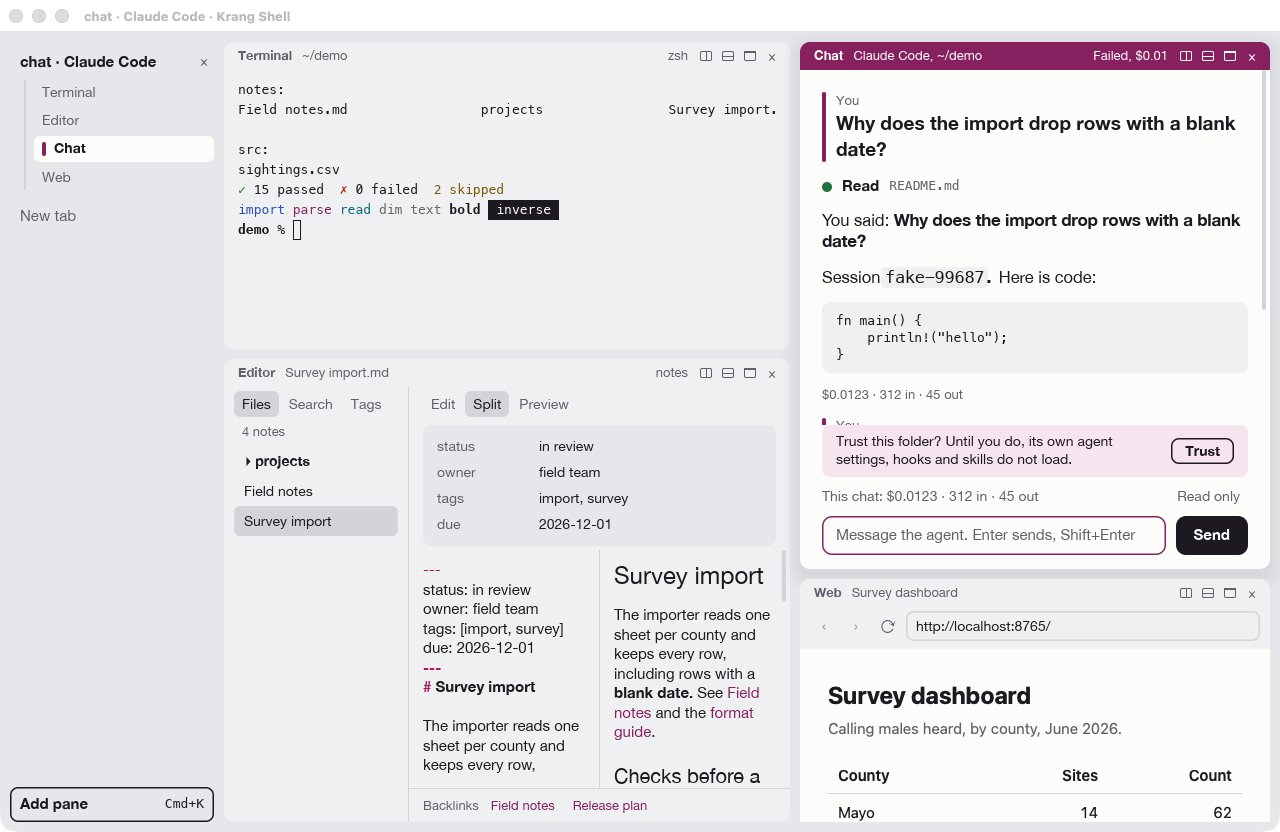 chat · Claude Code · Krang Shell
chat · Claude Code ×
Terminal
Editor
Chat
Web
New tab
Add pane Cmd+K
Terminal ~/demo zsh ×
notes:
Field notes.md projects Survey import.
src:
sightings.csv
✓ 15 passed ✗ 0 failed 2 skipped
import parse read dim text bold inverse
demo %
Editor Survey import.md notes ×
Files Search Tags
4 notes
projects
Field notes
Survey import
Edit Split Preview
status in review
owner field team
tags import, survey
due 2026-12-01
---
status: in review
owner: field team
tags: [import, survey]
due: 2026-12-01
---
# Survey import
The importer reads one
sheet per county and
keeps every row,
Survey import
The importer reads one
sheet per county and
keeps every row,
including rows with a
blank date. See Field
notes and the format
guide.
Checks before a
Backlinks Field notes Release plan
Chat Claude Code, ~/demo Failed, $0.01 ×
You
Why does the import drop rows with a blank
date?
Read README.md
You said: Why does the import drop rows with a blank
date?
Session fake-99687. Here is code:
fn main() {
    println!("hello");
}
$0.0123 · 312 in · 45 out
You
Trust this folder? Until you do, its own agent
settings, hooks and skills do not load.
Trust
This chat: $0.0123 · 312 in · 45 out Read only
Message the agent. Enter sends, Shift+Enter
Send
Web Survey dashboard ×
http://localhost:8765/
Survey dashboard
Calling males heard, by county, June 2026.
County Sites Count
Mayo 14 62